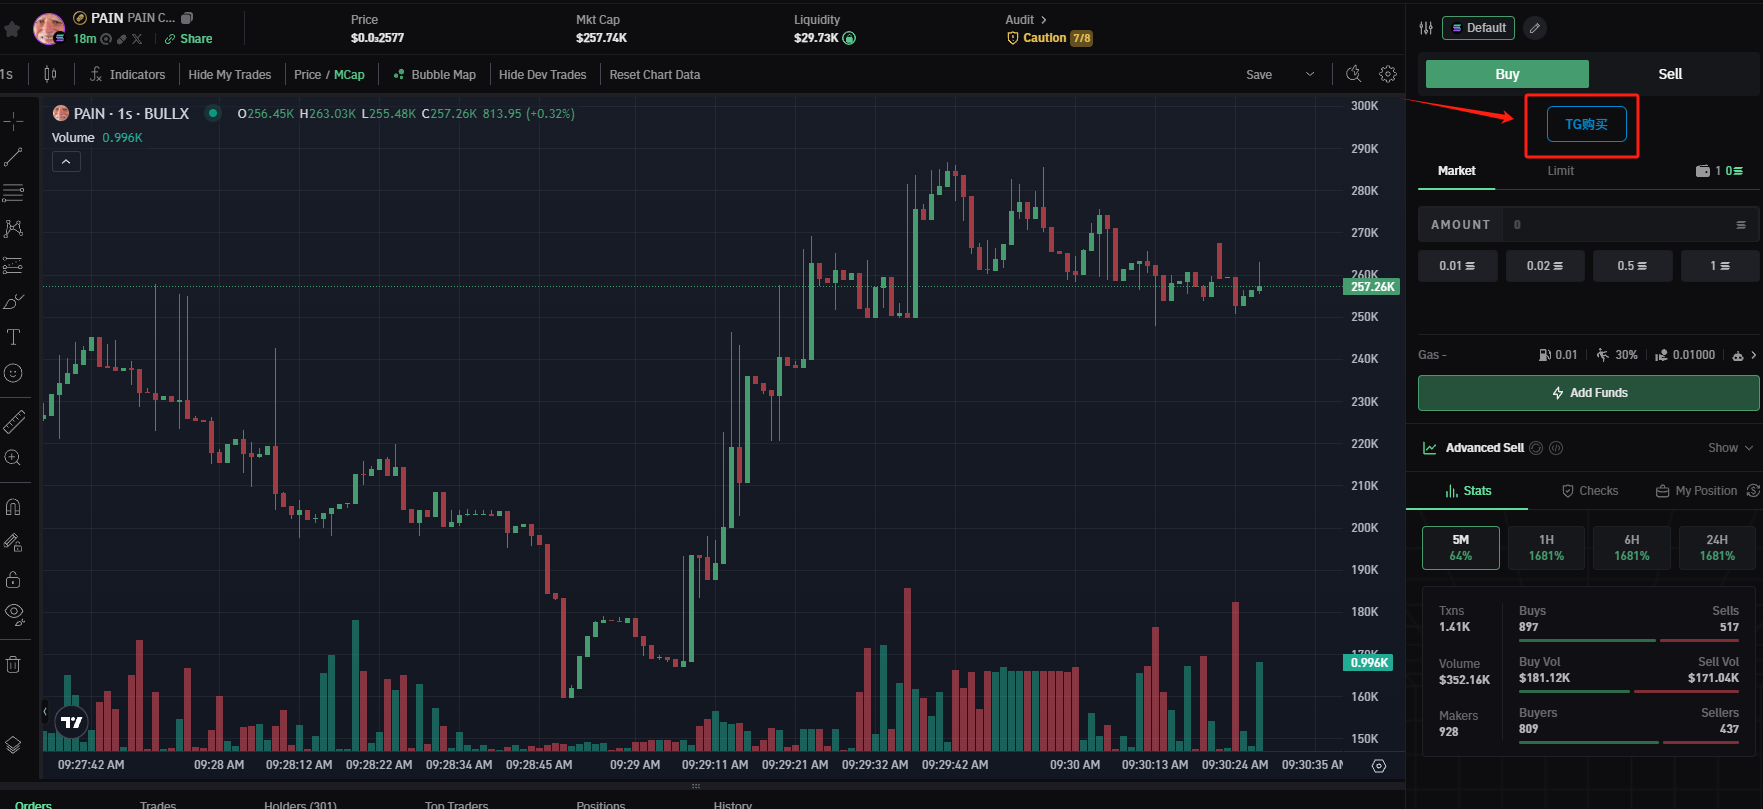 PAIN PAIN C...
18m Share
Price
$0.0₃2577
Mkt Cap
$257.74K
Liquidity
$29.73K
Audit >
Caution 7/8
Default
1s Indicators Hide My Trades Price / MCap Bubble Map Hide Dev Trades Reset Chart Data Save
Buy Sell
TG购买
PAIN · 1s · BULLX O256.45K H263.03K L255.48K C257.26K 813.95 (+0.32%)
Volume 0.996K
300K
290K
280K
270K
260K
257.26K
250K
240K
230K
220K
210K
200K
190K
180K
170K
0.996K
160K
150K
09:27:42 AM 09:28 AM 09:28:12 AM 09:28:22 AM 09:28:34 AM 09:28:45 AM 09:29 AM 09:29:11 AM 09:29:21 AM 09:29:32 AM 09:29:42 AM 09:30 AM 09:30:13 AM 09:30:24 AM 09:30:35 AM
Market Limit 1 0
AMOUNT 0
0.01 0.02 0.5 1
Gas - 0.01 30% 0.01000
Add Funds
Advanced Sell Show
Stats Checks My Position
5M 1H 6H 24H
64% 1681% 1681% 1681%
Txns Buys Sells
1.41K 897 517
Volume Buy Vol Sell Vol
$352.16K $181.12K $171.04K
Makers Buyers Sellers
928 809 437
Orders Trades Holders (301) Top Traders Positions History